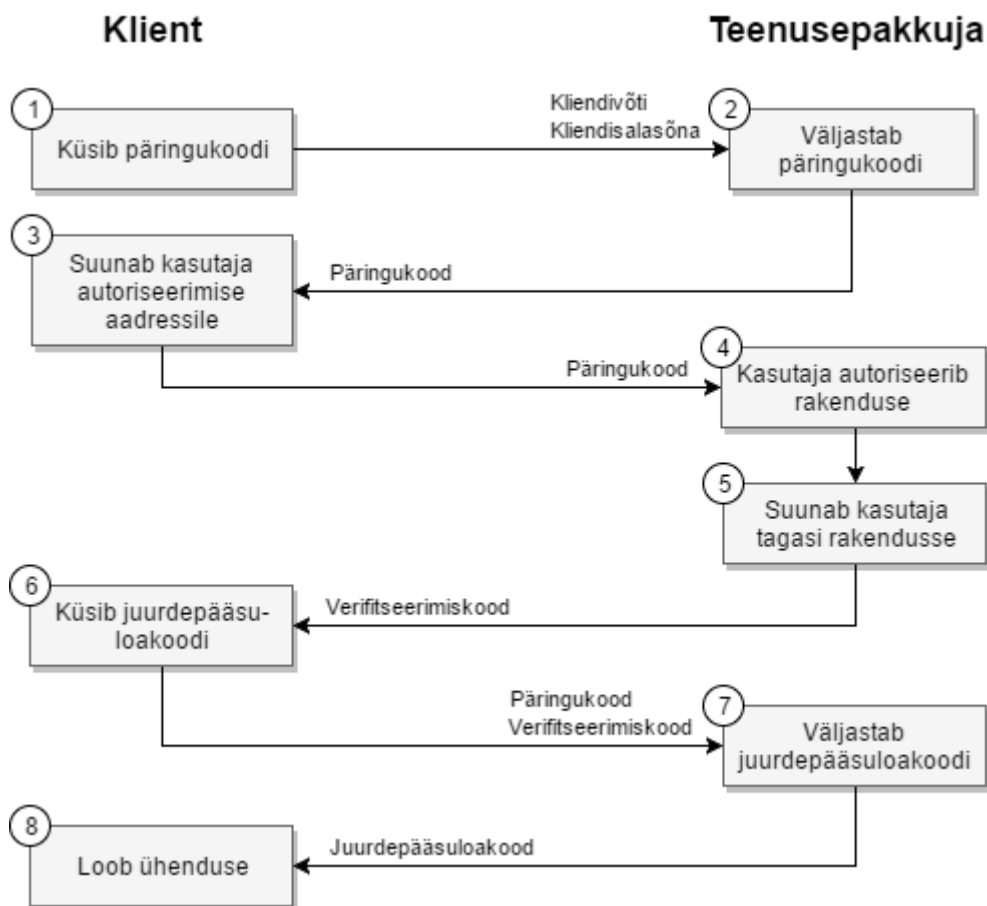 Klient
Teenusepakkuja
1
Küsib päringukoodi
Kliendivõti
Kliendisalasõna
2
Väljastab
päringukoodi
3
Suunab kasutaja
autoriseerimise
aadressile
Päringukood
Päringukood
4
Kasutaja autoriseerib
rakenduse
5
Suunab kasutaja
tagasi rakendusse
6
Küsib juurdepääsu-
loakoodi
Verifitseerimiskood
Päringukood
Verifitseerimiskood
7
Väljastab
juurdepääsuloakoodi
8
Loob ühenduse
Juurdepääsuloakood